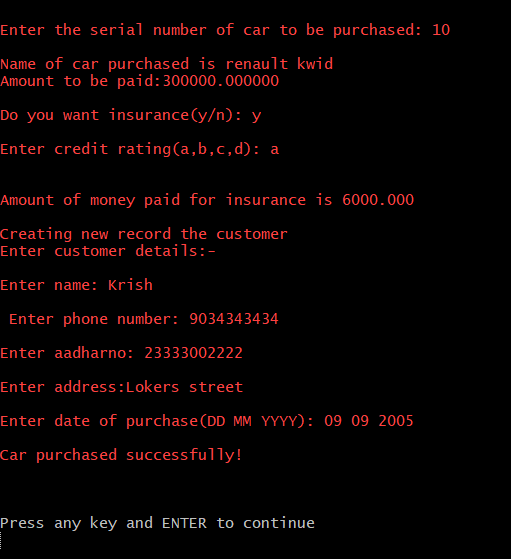 Enter the serial number of car to be purchased: 10
Name of car purchased is renault kwid
Amount to be paid:300000.000000
Do you want insurance(y/n): y
Enter credit rating(a,b,c,d): a
Amount of money paid for insurance is 6000.000
Creating new record the customer
Enter customer details:-
Enter name: Krish
Enter phone number: 9034343434
Enter aadharno: 23333002222
Enter address:Lokers street
Enter date of purchase(DD MM YYYY): 09 09 2005
Car purchased successfully!
Press any key and ENTER to continue